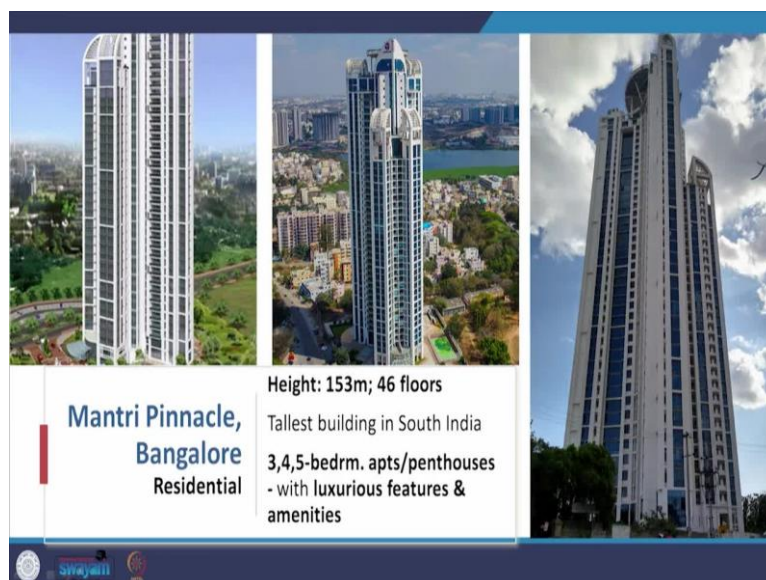 Mantri Pinnacle,
Bangalore
Residential
Height: 153m; 46 floors
Tallest building in South India
3,4,5-bedrm. apts/penthouses
- with luxurious features &
amenities
swayam